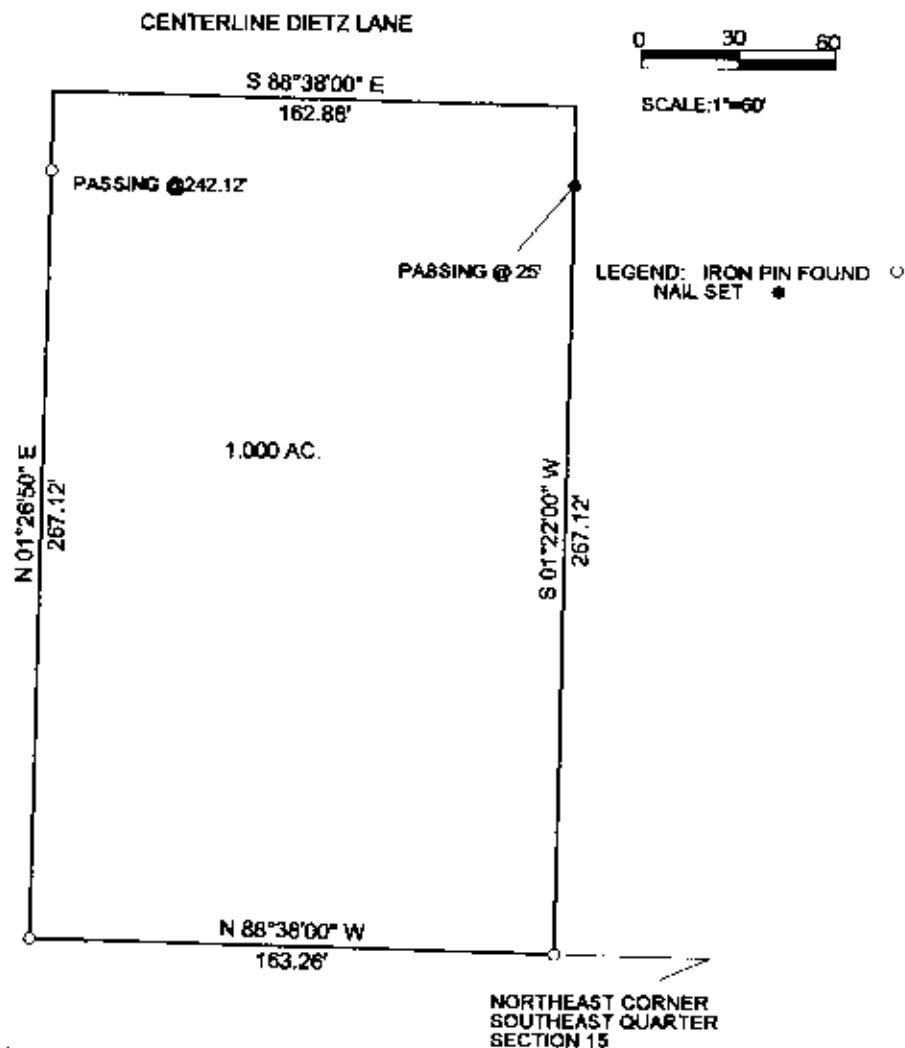 CENTERLINE DIETZ LANE
0 30 60
SCALE:1"=60'
S 88°38'00" E
162.88'
PASSING @242.12'
PASSING @ 25'
LEGEND: IRON PIN FOUND
NAIL SET
1.000 AC.
N 01°26'50" E
267.12'
S 01°22'00" W
267.12'
N 88°38'00" W
163.26'
NORTHEAST CORNER
SOUTHEAST QUARTER
SECTION 15